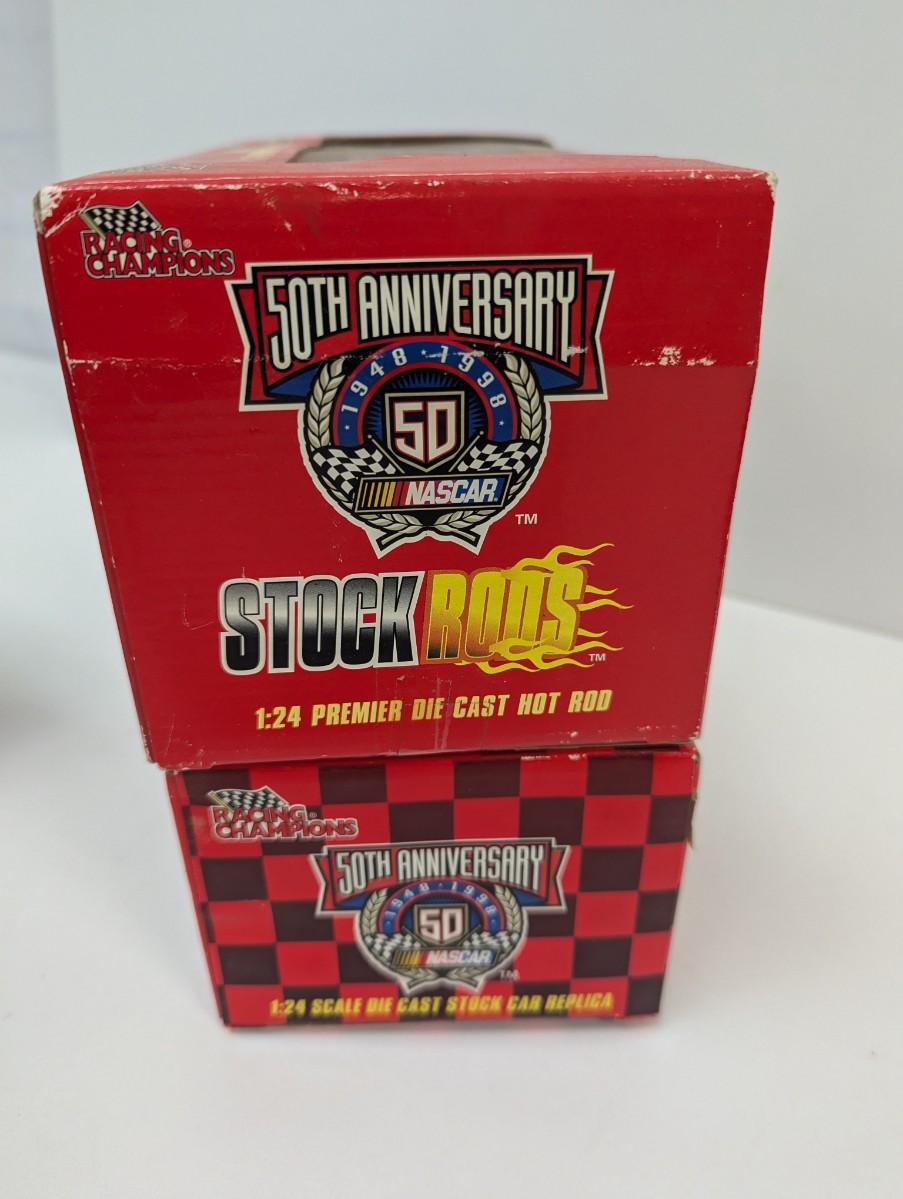 RACING®
CHAMPIONS
50TH ANNIVERSARY
1948 · 1998
50
NASCAR®
TM
STOCK RODS
TM
1:24 PREMIER DIE CAST HOT ROD
RACING®
CHAMPIONS
50TH ANNIVERSARY
1948 · 1998
50
NASCAR
TM
1:24 SCALE DIE CAST STOCK CAR REPLICA